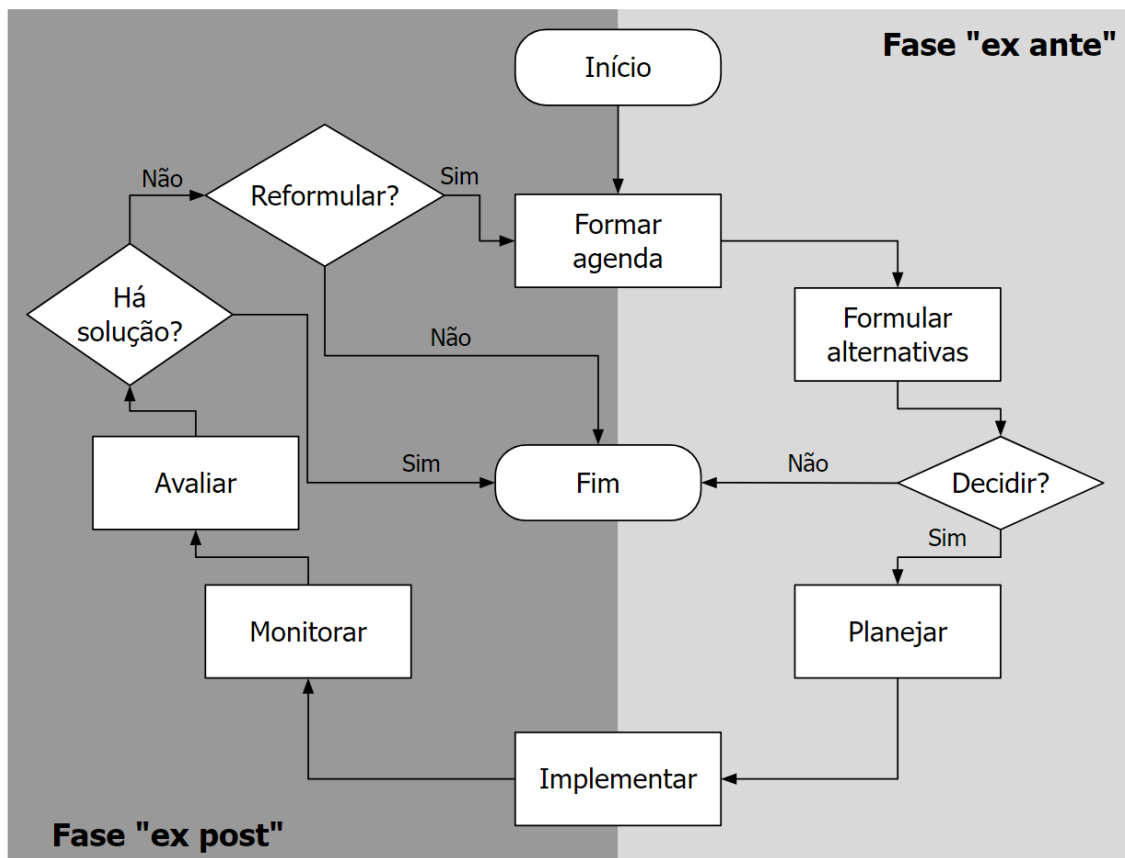 Fase "ex ante"
Início
Não
Reformular?
Sim
Formar
agenda
Há
solução?
Não
Formular
alternativas
Avaliar
Sim
Fim
Não
Decidir?
Sim
Monitorar
Planejar
Implementar
Fase "ex post"